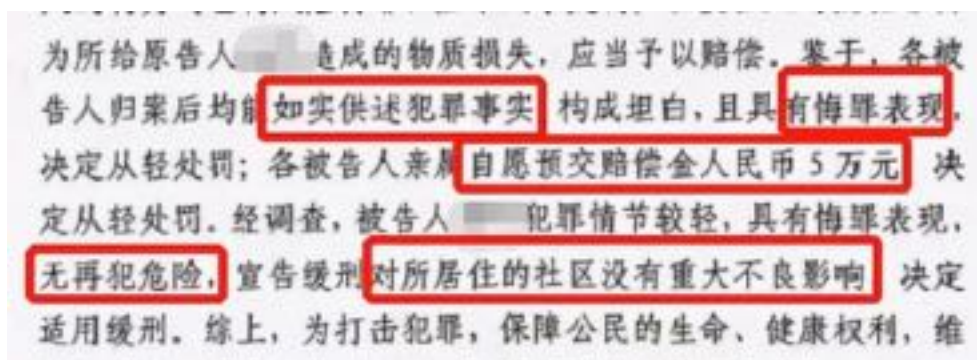 为所给原告人 造成的物质损失，应当予以赔偿。鉴于，各被
告人归案后均能如实供述犯罪事实 构成坦白，且具有悔罪表现，
决定从轻处罚；各被告人亲属自愿预交赔偿金人民币5万元 决
定从轻处罚。经调查，被告人 犯罪情节较轻，具有悔罪表现，
无再犯危险，宣告缓刑对所居住的社区没有重大不良影响 决定
适用缓刑。综上，为打击犯罪，保障公民的生命、健康权利，维